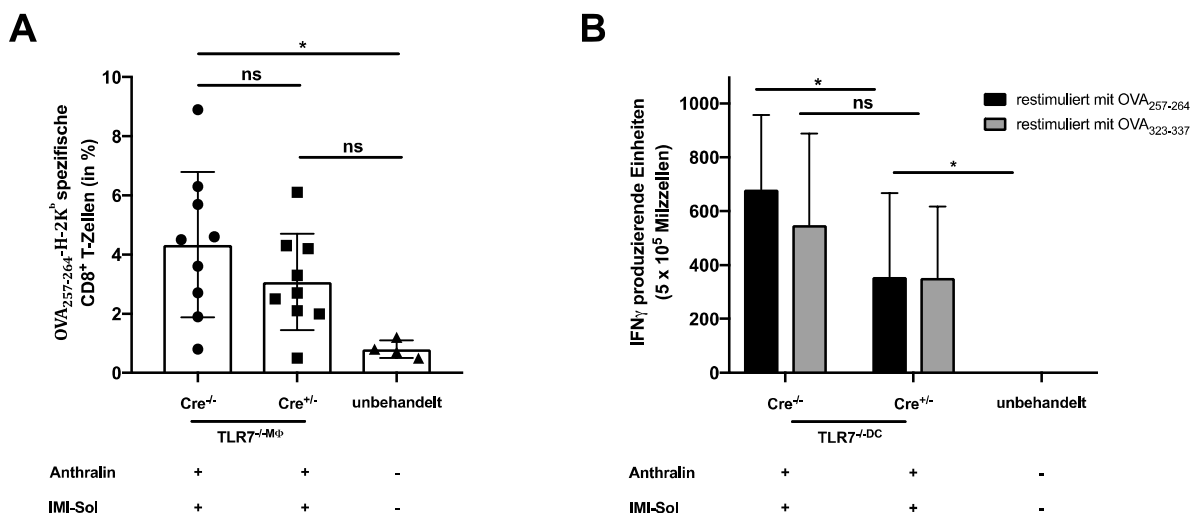 A
OVA257-264-H-2Kᵇ spezifische
CD8⁺ T-Zellen (in %)
10
8
6
4
2
0
*
ns
ns
Cre⁻/⁻
Cre⁺/⁻
unbehandelt
TLR7⁻/⁻ᴹᶲ
Anthralin + + -
IMI-Sol + + -
B
IFNγ produzierende Einheiten
(5 x 10⁵ Milzzellen)
1000
800
600
400
200
0
*
ns
*
restimuliert mit OVA₂₅₇₋₂₆₄
restimuliert mit OVA₃₂₃₋₃₃₇
Cre⁻/⁻
Cre⁺/⁻
unbehandelt
TLR7⁻/⁻ᴰᶜ
Anthralin + + -
IMI-Sol + + -